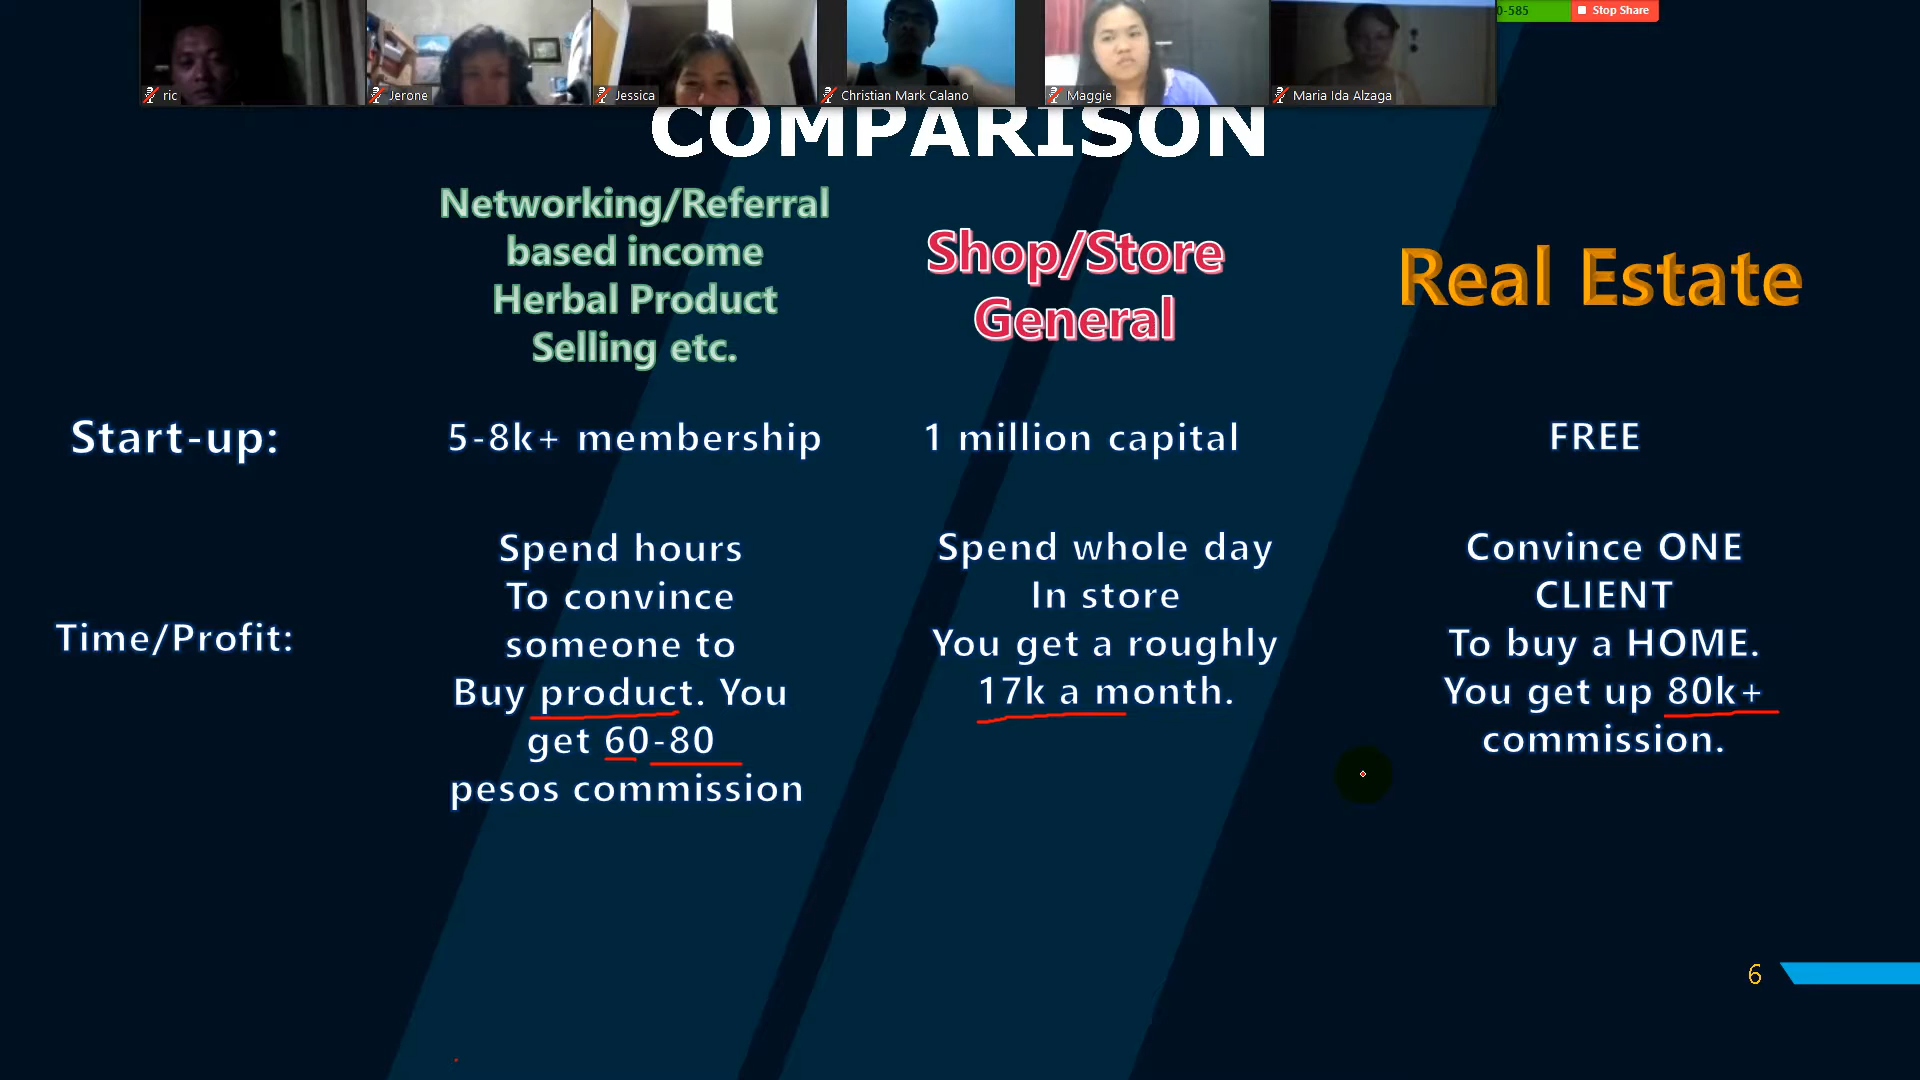 0-585
Stop Share
ric
Jerone
Jessica
Christian Mark Calano
Maggie
Maria Ida Alzaga
COMPARISON
Networking/Referral
based income
Herbal Product
Selling etc.
Shop/Store
General
Real Estate
Start-up:
5-8k+ membership
1 million capital
FREE
Time/Profit:
Spend hours
To convince
someone to
Buy product. You
get 60-80
pesos commission
Spend whole day
In store
You get a roughly
17k a month.
Convince ONE
CLIENT
To buy a HOME.
You get up 80k+
commission.
6